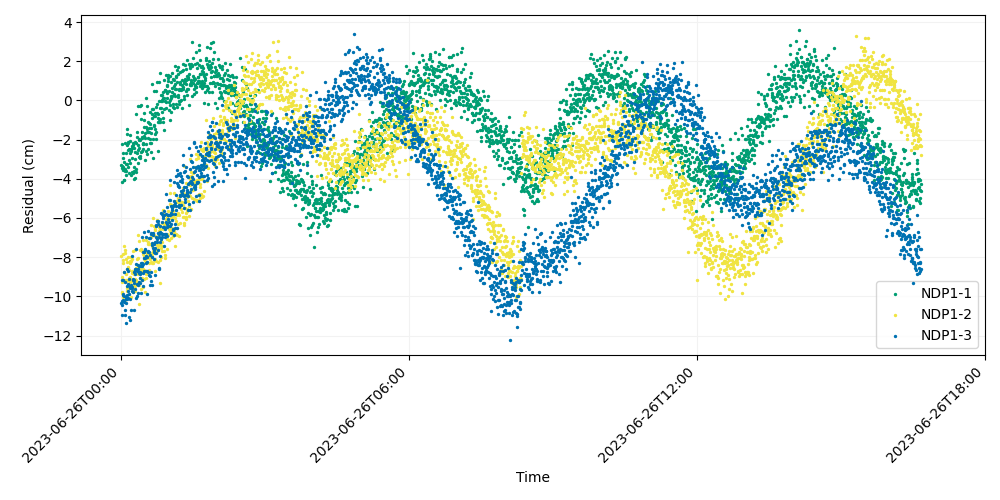 4
2
0
−2
−4
−6
−8
−10
−12
Residual (cm)
2023-06-26T00:00
2023-06-26T06:00
2023-06-26T12:00
2023-06-26T18:00
Time
NDP1-1
NDP1-2
NDP1-3